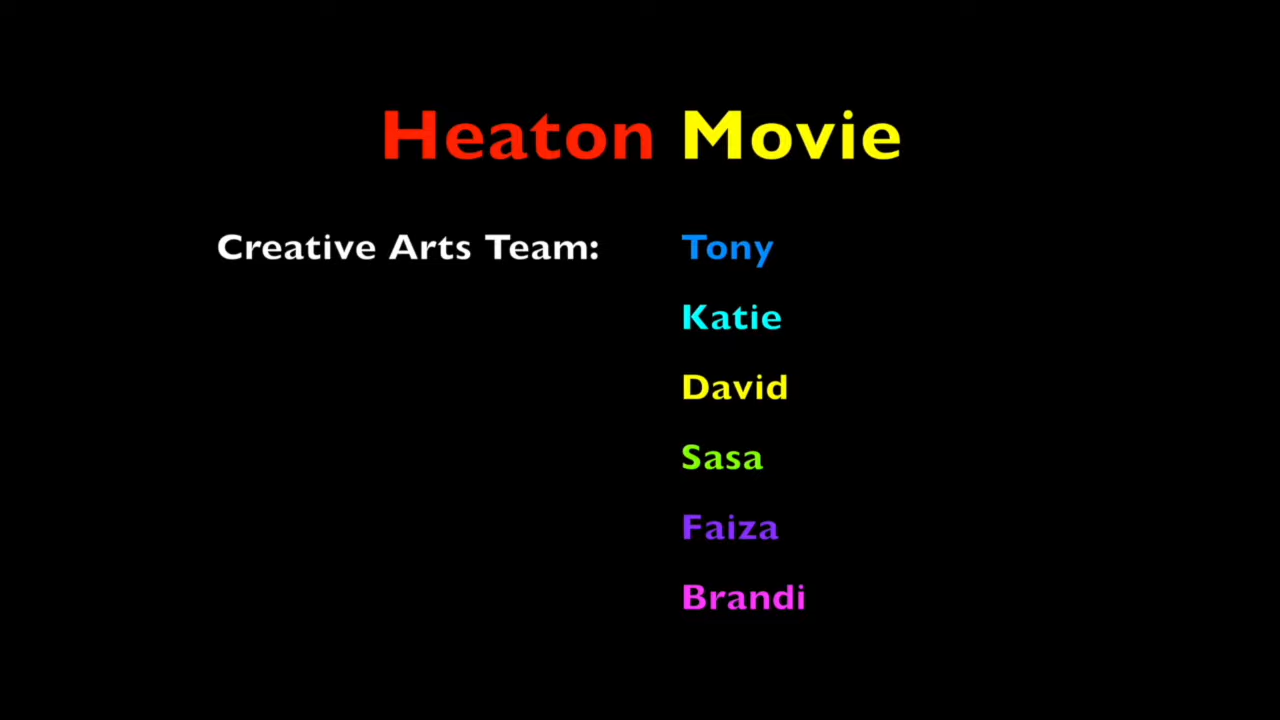 Heaton Movie
Creative Arts Team: Tony
Katie
David
Sasa
Faiza
Brandi